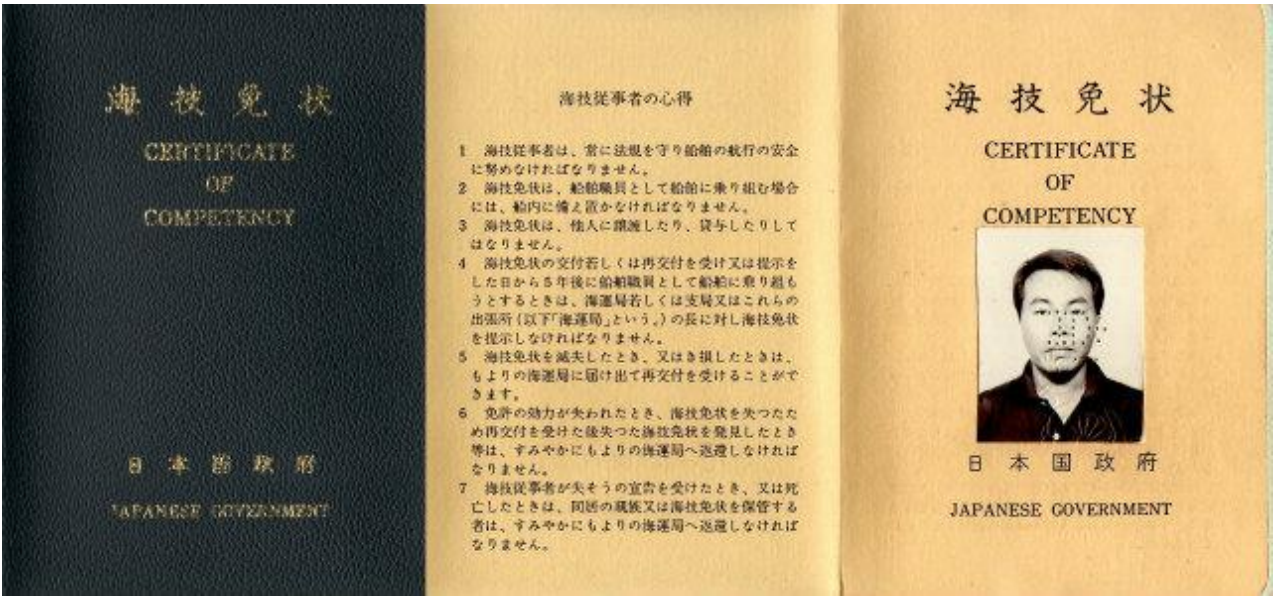 海技免状
CERTIFICATE
OF
COMPETENCY
日本国政府
JAPANESE GOVERNMENT
海技従事者の心得
1 海技従事者は、常に法規を守り船舶の航行の安全
に努めなければなりません。
2 海技免状は、船舶職員として船舶に乗り組む場合
には、船内に備え置かなければなりません。
3 海技免状は、他人に譲渡したり、貸与したりして
はなりません。
4 海技免状の交付若しくは再交付を受け又は提示を
した日から5年後に船舶職員として船舶に乗り組も
うとするときは、海運局若しくは支局又はこれらの
出張所(以下「海運局」という。)の長に対し海技免状
を提示しなければなりません。
5 海技免状を滅失したとき、又はき損したときは、
もよりの海運局に届け出て再交付を受けることがで
きます。
6 免許の効力が失われたとき、海技免状を失つたた
め再交付を受けた後失つた海技免状を発見したとき
等は、すみやかにもよりの海運局へ返還しなければ
なりません。
7 海技従事者が失そうの宣告を受けたとき、又は死
亡したときは、同居の親族又は海技免状を保管する
者は、すみやかにもよりの海運局へ返還しなければ
なりません。
海技免状
CERTIFICATE
OF
COMPETENCY
日本国政府
JAPANESE GOVERNMENT